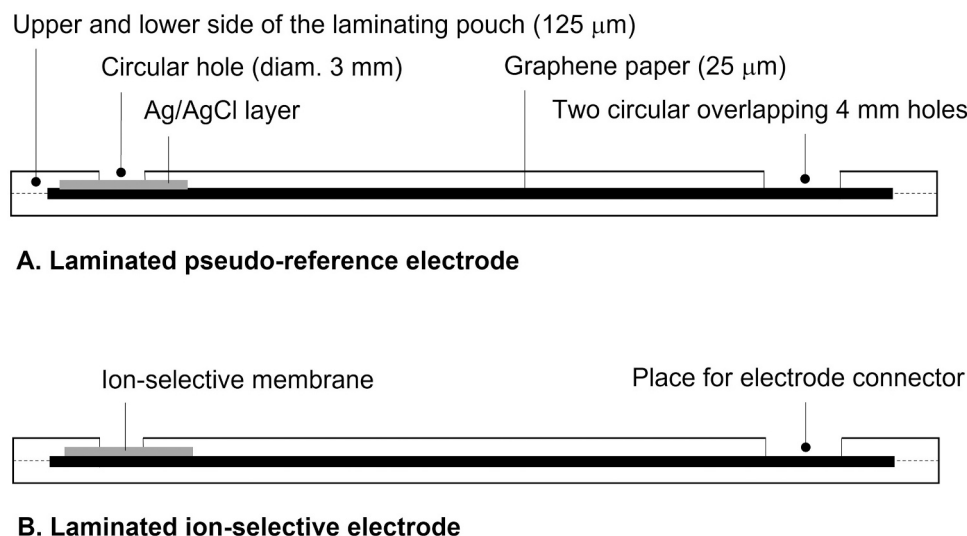 Upper and lower side of the laminating pouch (125 μm)
Circular hole (diam. 3 mm)
Graphene paper (25 μm)
Ag/AgCl layer
Two circular overlapping 4 mm holes
A. Laminated pseudo-reference electrode
Ion-selective membrane
Place for electrode connector
B. Laminated ion-selective electrode